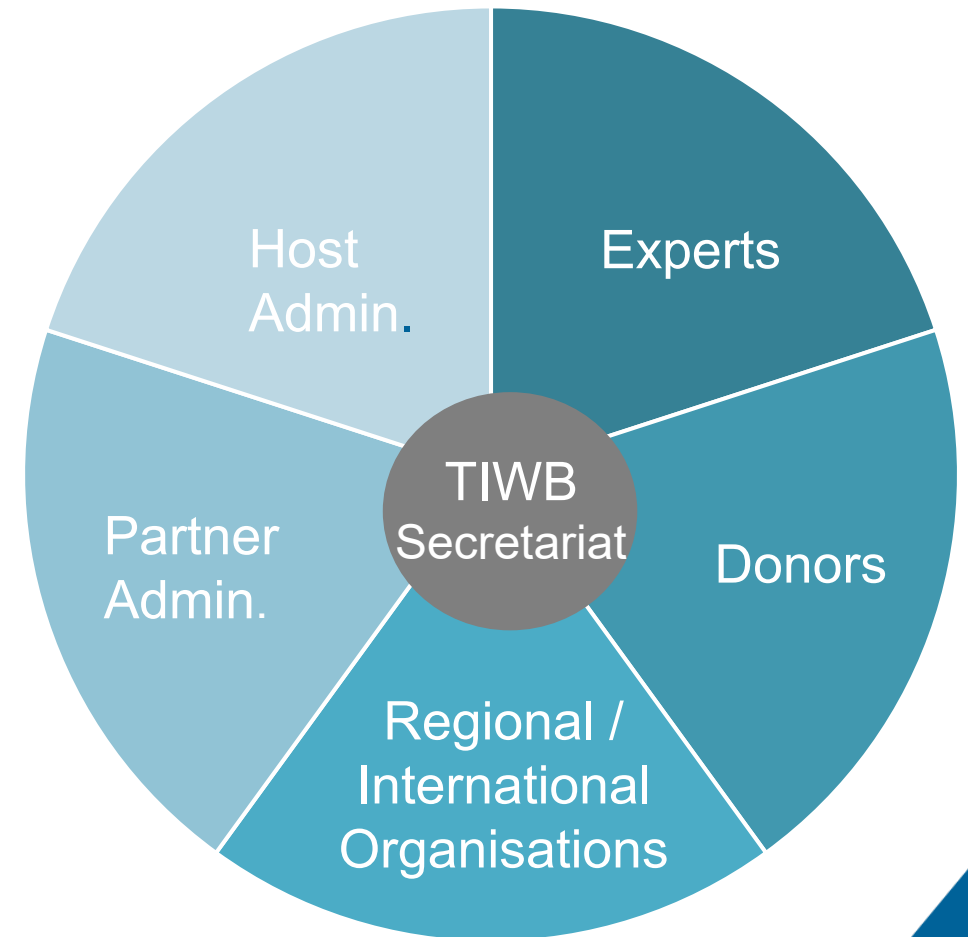 Host
Admin.
Experts
TIWB
Secretariat
Partner
Admin.
Donors
Regional /
International
Organisations